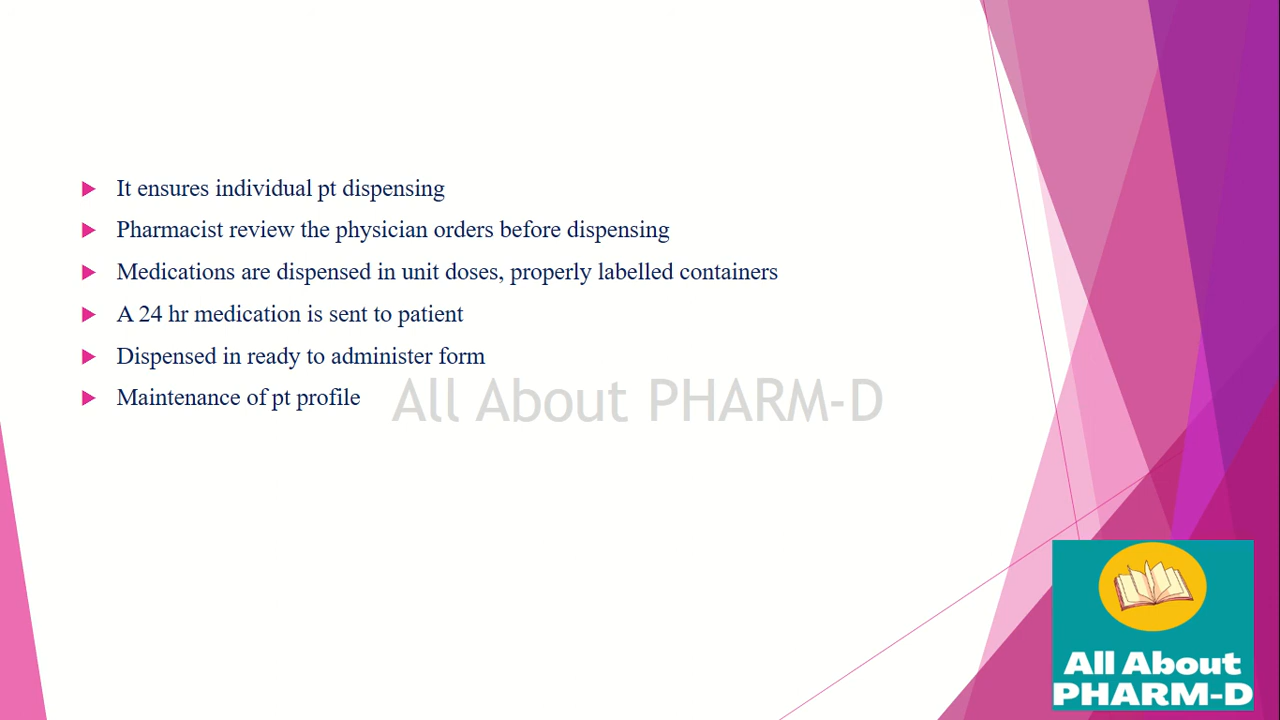 It ensures individual pt dispensing
Pharmacist review the physician orders before dispensing
Medications are dispensed in unit doses, properly labelled containers
A 24 hr medication is sent to patient
Dispensed in ready to administer form
Maintenance of pt profile
All About PHARM-D
All About
PHARM-D